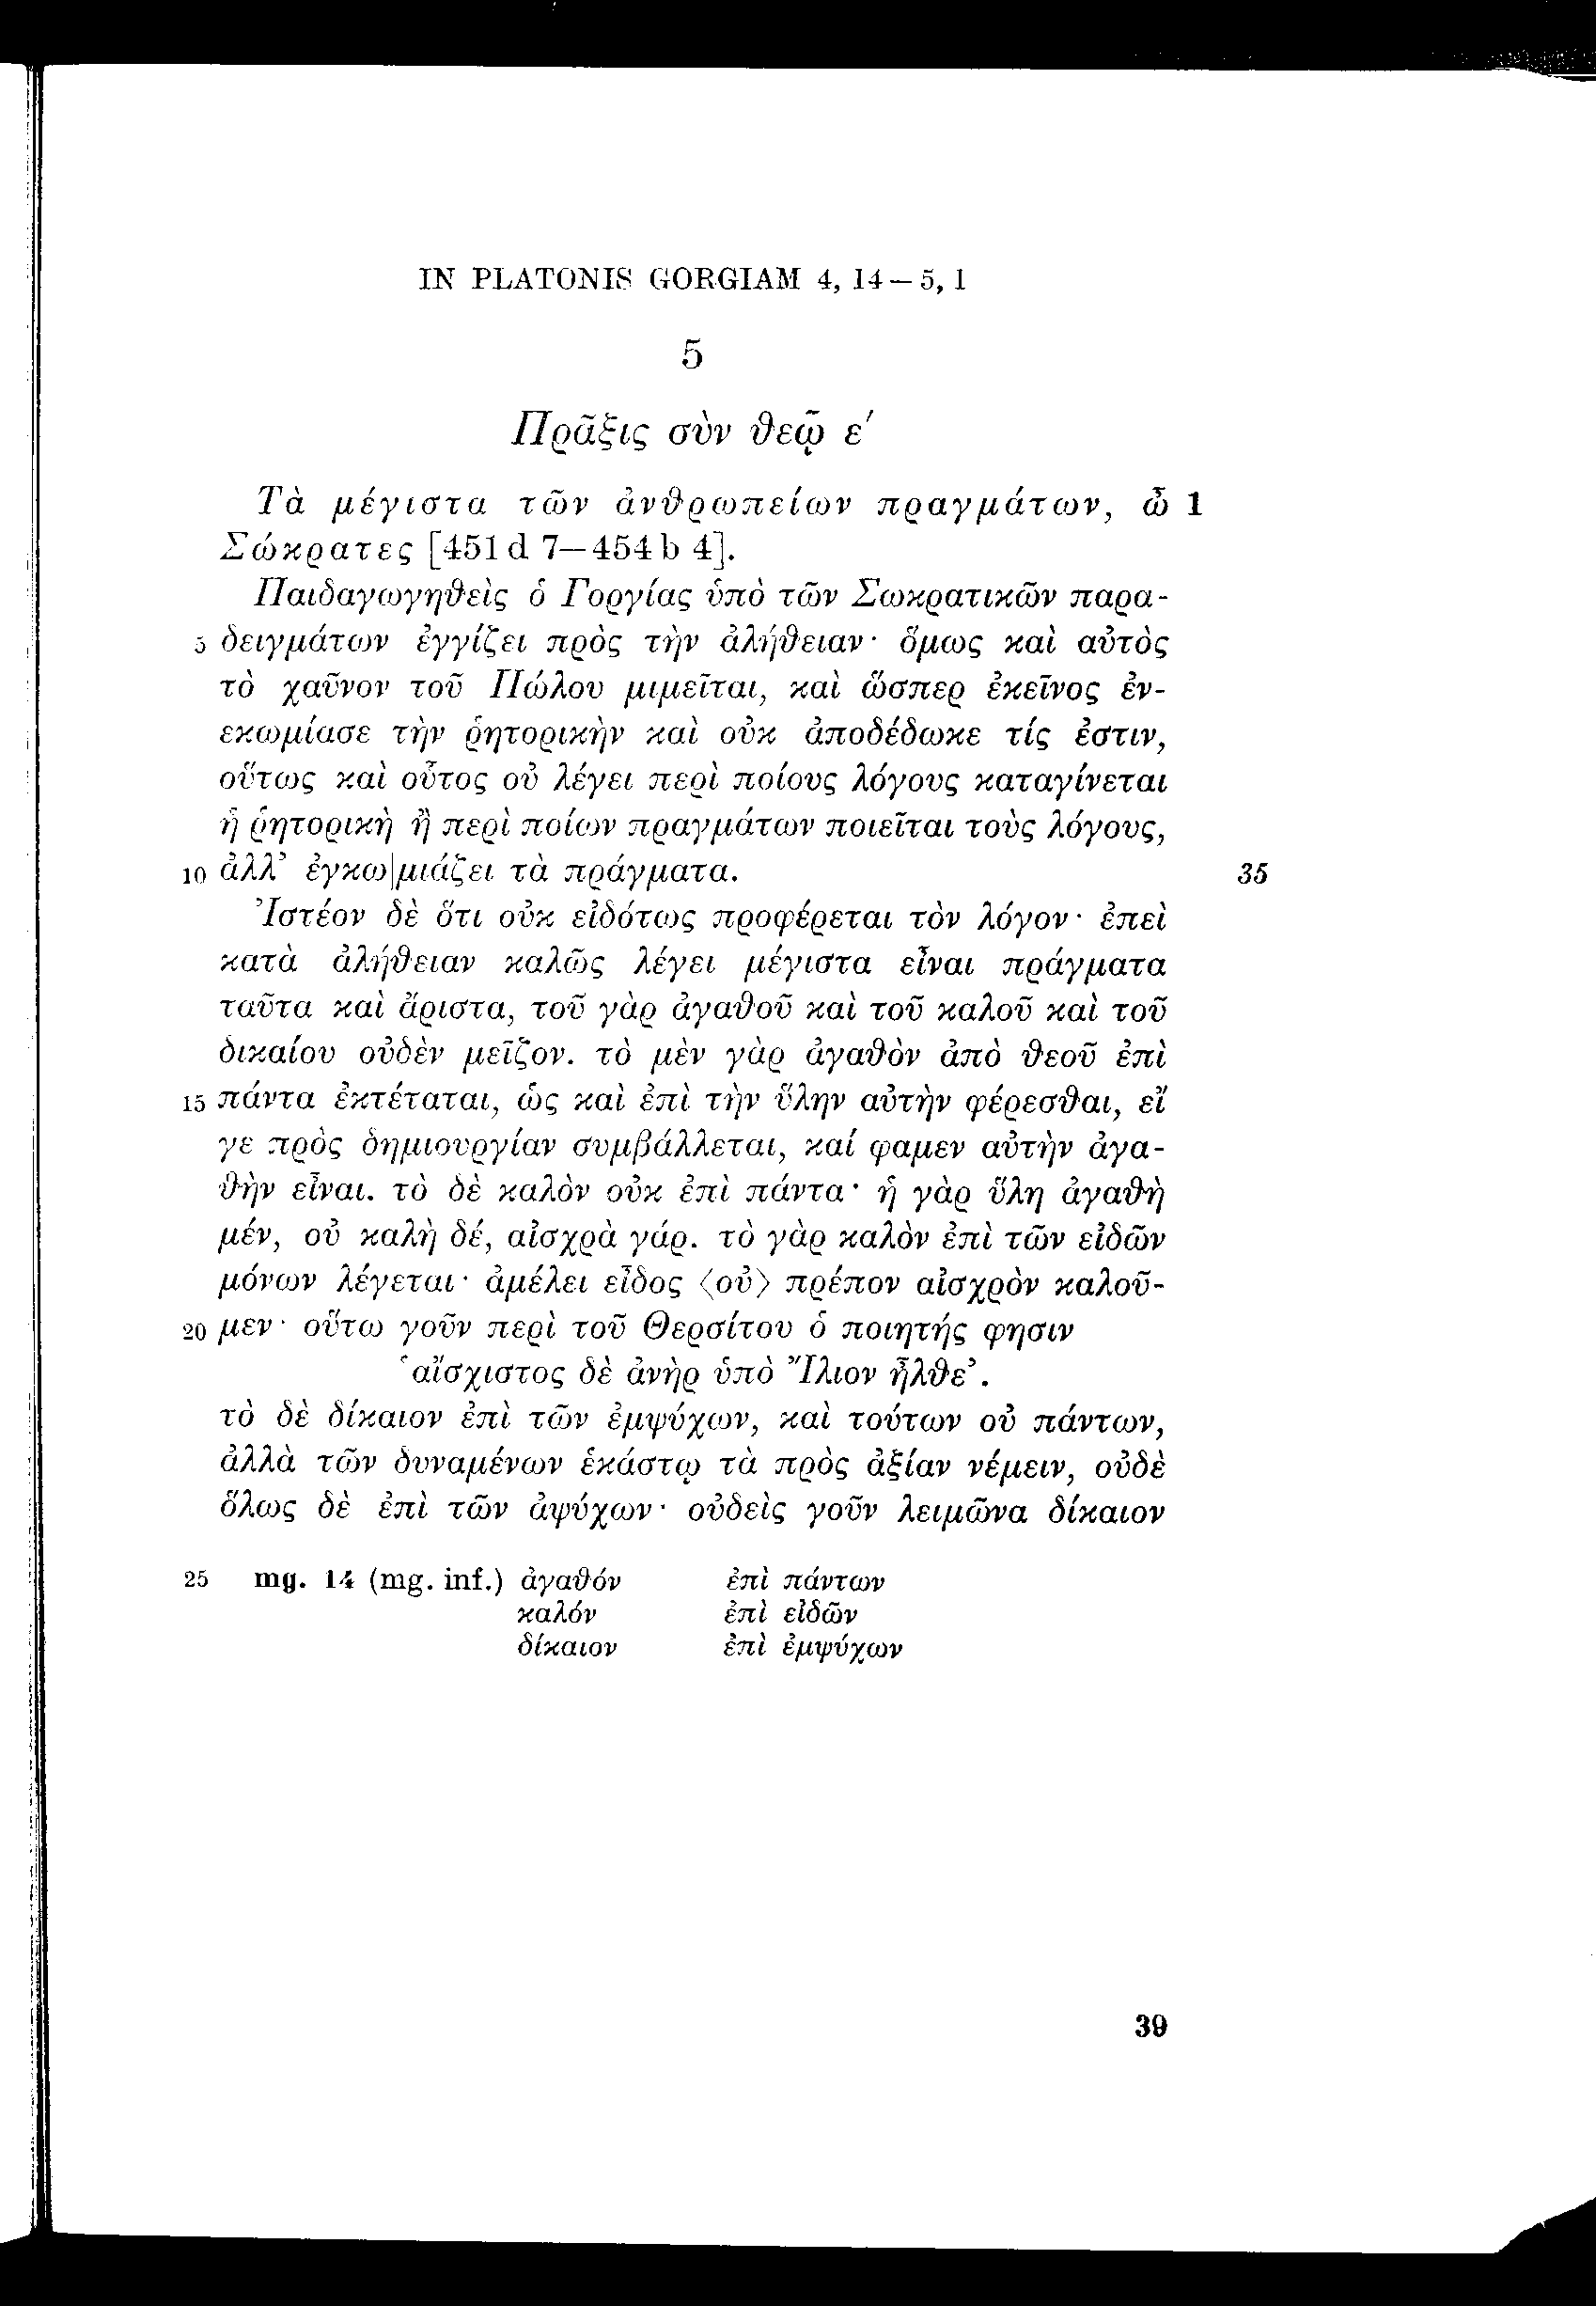 IN PLATONIS GORGIAM 4, 14 – 5, 1
5
Πρᾶξις σὺν θεῷ ε′
Τὰ μέγιστα τῶν ἀνθρωπείων πραγμάτων, ὦ 1
Σώκρατες [451 d 7–454 b 4].
Παιδαγωγηθεὶς ὁ Γοργίας ὑπὸ τῶν Σωκρατικῶν παρα-
5 δειγμάτων ἐγγίζει πρὸς τὴν ἀλήθειαν· ὅμως καὶ αὐτὸς
τὸ χαῦνον τοῦ Πώλου μιμεῖται, καὶ ὥσπερ ἐκεῖνος ἐν-
εκωμίασε τὴν ῥητορικὴν καὶ οὐκ ἀποδέδωκε τίς ἐστιν,
οὕτως καὶ οὗτος οὐ λέγει περὶ ποίους λόγους καταγίνεται
ἡ ῥητορικὴ ἢ περὶ ποίων πραγμάτων ποιεῖται τοὺς λόγους,
10 ἀλλ’ ἐγκω|μιάζει τὰ πράγματα. 35
Ἰστέον δὲ ὅτι οὐκ εἰδότως προφέρεται τὸν λόγον· ἐπεὶ
κατὰ ἀλήθειαν καλῶς λέγει μέγιστα εἶναι πράγματα
ταῦτα καὶ ἄριστα, τοῦ γὰρ ἀγαθοῦ καὶ τοῦ καλοῦ καὶ τοῦ
δικαίου οὐδὲν μεῖζον. τὸ μὲν γὰρ ἀγαθὸν ἀπὸ θεοῦ ἐπὶ
15 πάντα ἐκτέταται, ὡς καὶ ἐπὶ τὴν ὕλην αὐτὴν φέρεσθαι, εἴ
γε πρὸς δημιουργίαν συμβάλλεται, καί φαμεν αὐτὴν ἀγα-
θὴν εἶναι. τὸ δὲ καλὸν οὐκ ἐπὶ πάντα· ἡ γὰρ ὕλη ἀγαθὴ
μέν, οὐ καλὴ δέ, αἰσχρὰ γάρ. τὸ γὰρ καλὸν ἐπὶ τῶν εἰδῶν
μόνων λέγεται· ἀμέλει εἶδος ⟨οὐ⟩ πρέπον αἰσχρὸν καλοῦ-
20 μεν· οὕτω γοῦν περὶ τοῦ Θερσίτου ὁ ποιητής φησιν
‘αἴσχιστος δὲ ἀνὴρ ὑπὸ Ἴλιον ἦλθε’.
τὸ δὲ δίκαιον ἐπὶ τῶν ἐμψύχων, καὶ τούτων οὐ πάντων,
ἀλλὰ τῶν δυναμένων ἑκάστῳ τὰ πρὸς ἀξίαν νέμειν, οὐδὲ
ὅλως δὲ ἐπὶ τῶν ἀψύχων· οὐδεὶς γοῦν λειμῶνα δίκαιον
25 mg. 14 (mg. inf.) ἀγαθόν ἐπὶ πάντων
καλόν ἐπὶ εἰδῶν
δίκαιον ἐπὶ ἐμψύχων
39